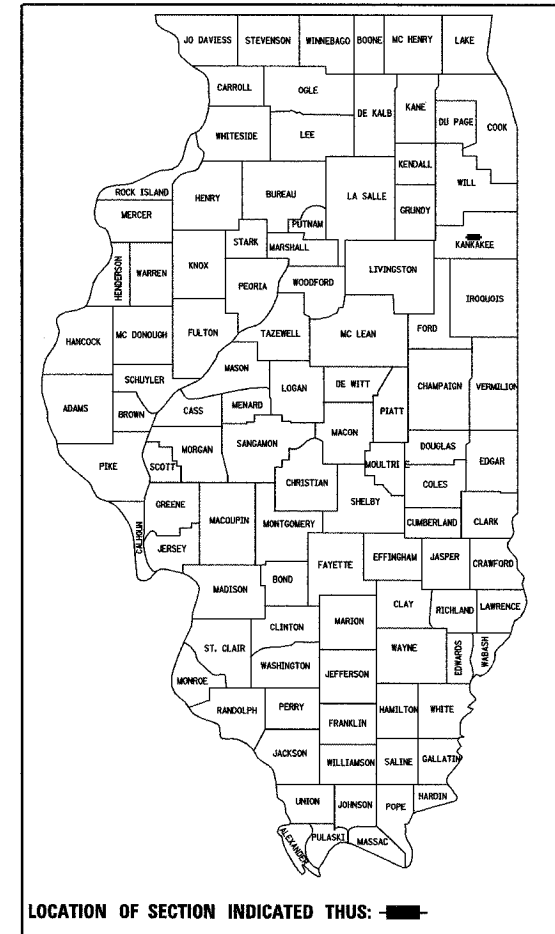 JO DAVIESS STEVENSON WINNEBAGO BOONE MC HENRY LAKE
CARROLL OGLE DE KALB KANE DU PAGE COOK
WHITESIDE LEE KENDALL WILL
ROCK ISLAND HENRY BUREAU LA SALLE GRUNDY
MERCER PUTNAM KANKAKEE
HENDERSON WARREN KNOX STARK MARSHALL LIVINGSTON
PEORIA WOODFORD IROQUOIS
HANCOCK MC DONOUGH FULTON TAZEWELL MC LEAN FORD
MASON
SCHUYLER LOGAN DE WITT CHAMPAIGN VERMILION
ADAMS BROWN CASS MENARD PIATT
MACON
MORGAN SANGAMON DOUGLAS
PIKE SCOTT MOULTRI EDGAR
CHRISTIAN COLES
GREENE SHELBY
CALHOUN MACOUPIN MONTGOMERY CUMBERLAND CLARK
JERSEY
FAYETTE EFFINGHAM JASPER CRAWFORD
MADISON BOND
CLAY RICHLAND LAWRENCE
CLINTON MARION
ST. CLAIR WAYNE EDWARDS WABASH
WASHINGTON JEFFERSON
MONROE
RANDOLPH PERRY HAMILTON WHITE
FRANKLIN
JACKSON WILLIAMSON SALINE GALLATIN
UNION JOHNSON POPE HARDIN
ALEXANDER PULASKI MASSAC
LOCATION OF SECTION INDICATED THUS: